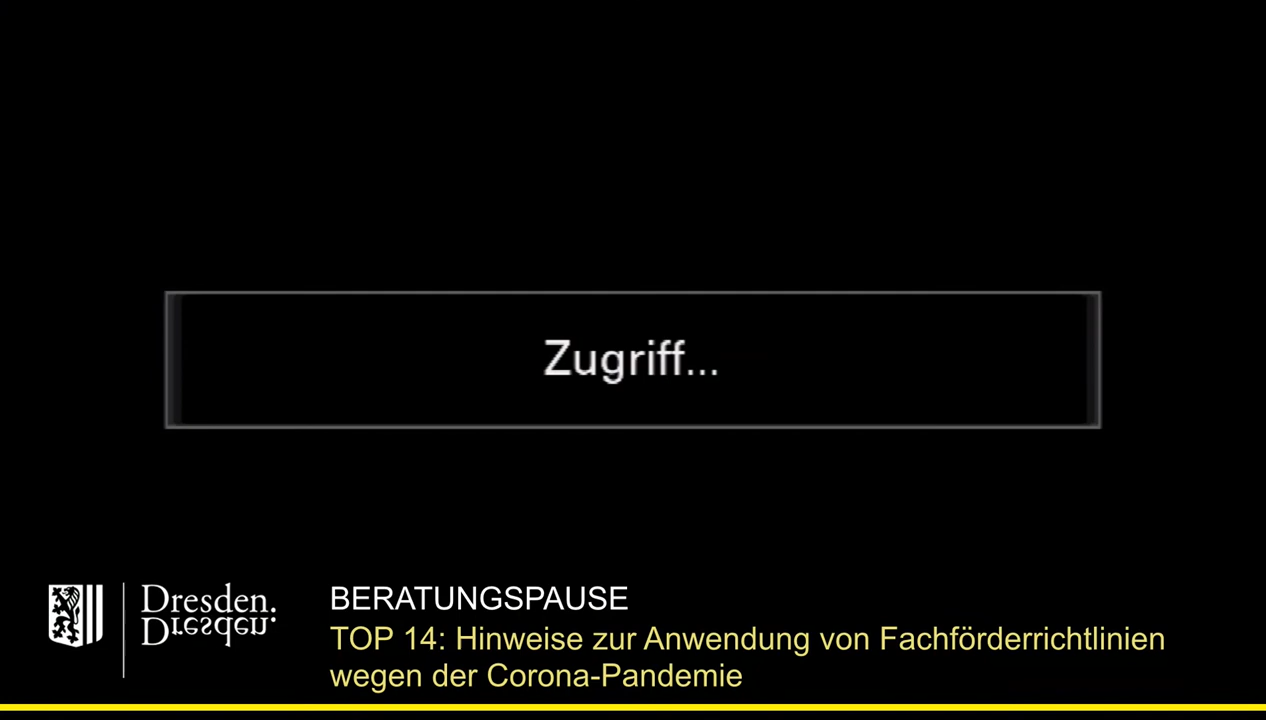 Zugriff...
Dresden.
Dresden.
BERATUNGSPAUSE
TOP 14: Hinweise zur Anwendung von Fachförderrichtlinien
wegen der Corona-Pandemie